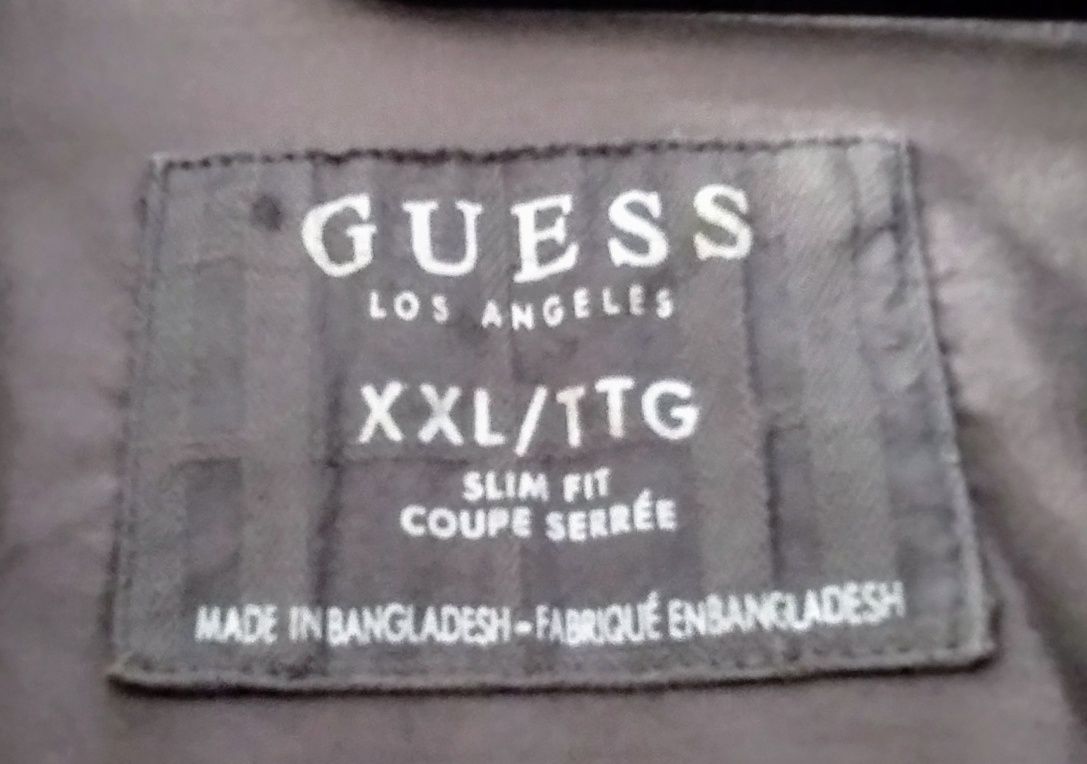 GUESS
LOS ANGELES
XXL/TTG
SLIM FIT
COUPE SERRÉE
MADE IN BANGLADESH - FABRIQUÉ EN BANGLADESH